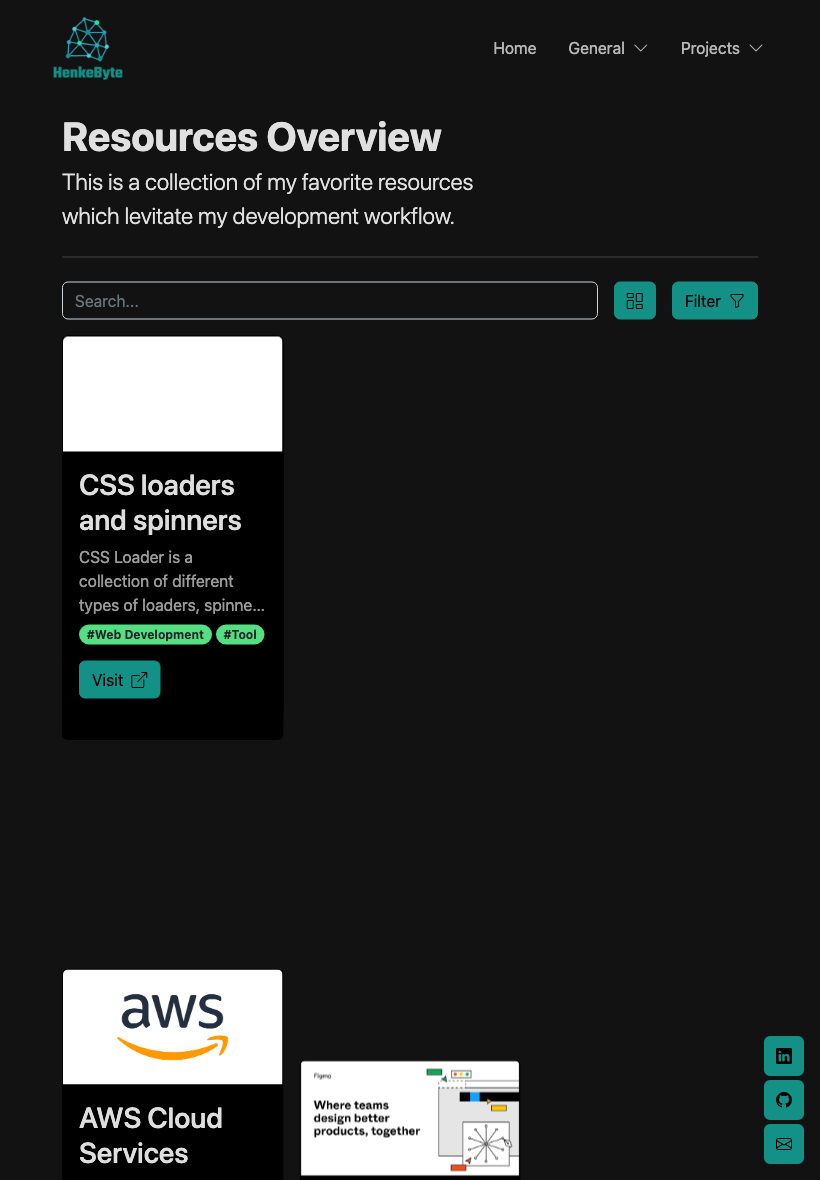 HenkeByte
Home
General
Projects
Resources Overview
This is a collection of my favorite resources
which levitate my development workflow.
Search...
Filter
CSS loaders
and spinners
CSS Loader is a
collection of different
types of loaders, spinne...
#Web Development
#Tool
Visit
aws
AWS Cloud
Services
Figma
Where teams
design better
products, together